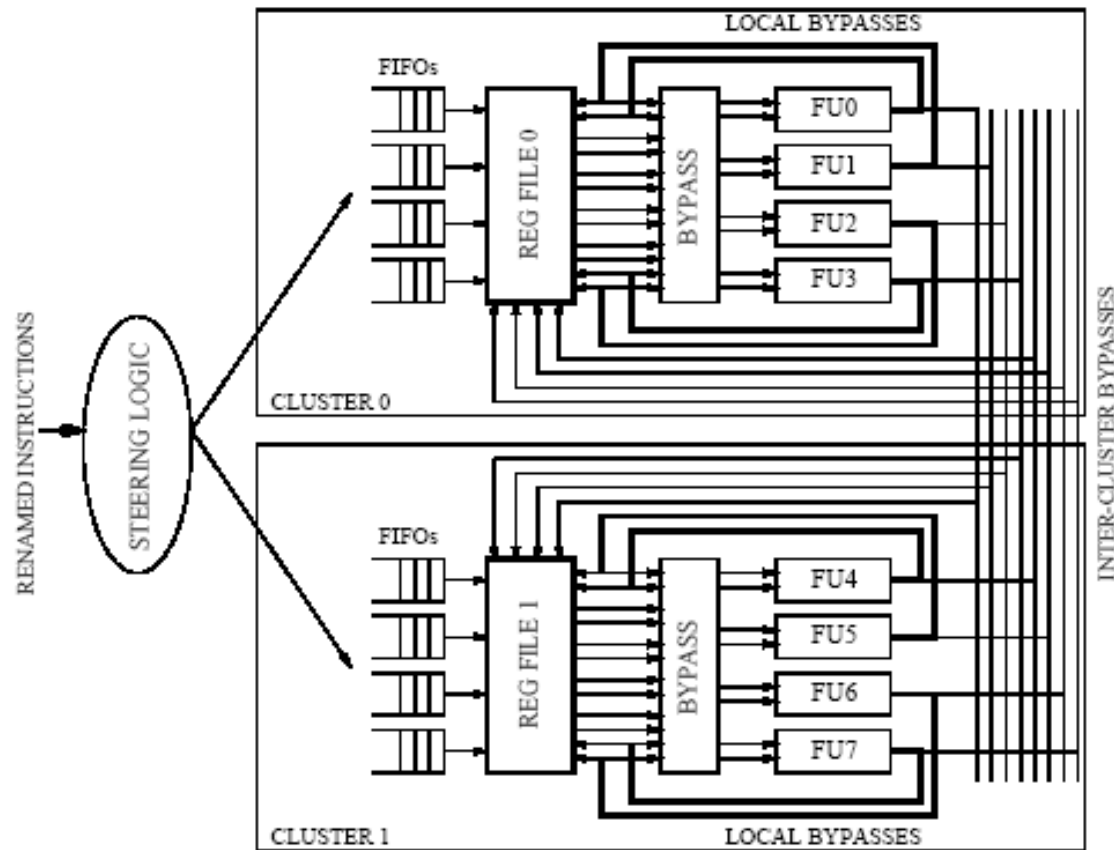 LOCAL BYPASSES
FIFOs
REG FILE 0
BYPASS
FU0
FU1
FU2
FU3
CLUSTER 0
RENAMED INSTRUCTIONS
STEERING LOGIC
INTER-CLUSTER BYPASSES
FIFOs
REG FILE 1
BYPASS
FU4
FU5
FU6
FU7
CLUSTER 1
LOCAL BYPASSES